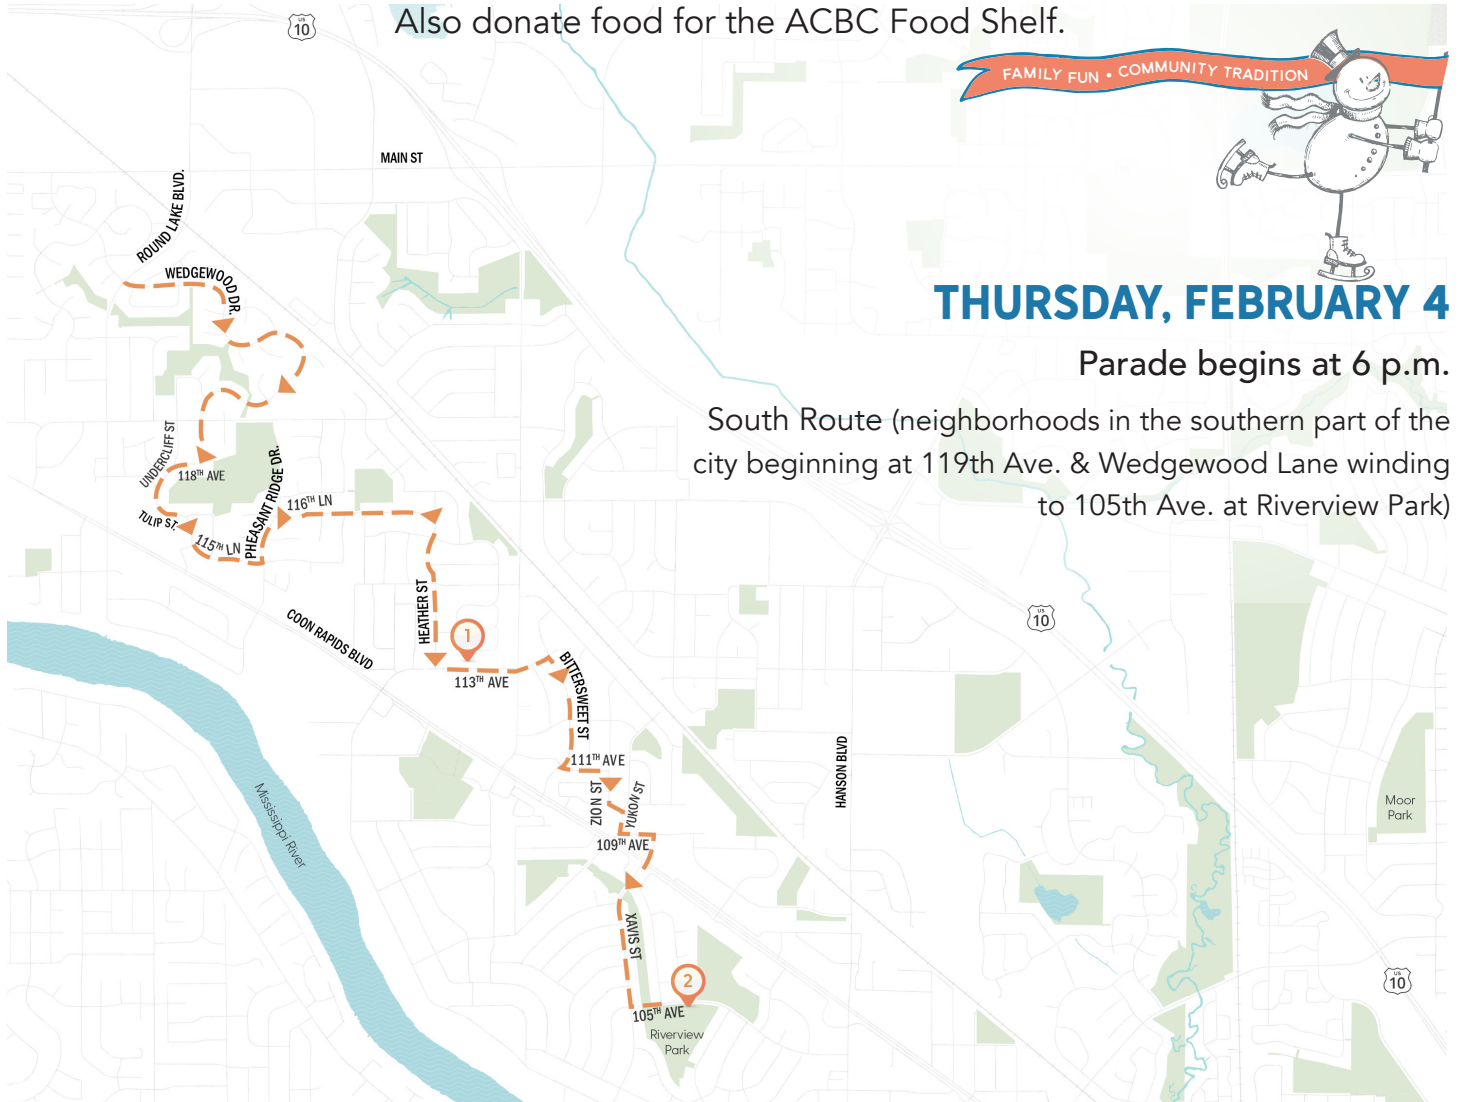 Also donate food for the ACBC Food Shelf.
US
10
FAMILY FUN • COMMUNITY TRADITION
MAIN ST
ROUND LAKE BLVD.
WEDGEWOOD DR.
THURSDAY, FEBRUARY 4
Parade begins at 6 p.m.
South Route (neighborhoods in the southern part of the
city beginning at 119th Ave. & Wedgewood Lane winding
to 105th Ave. at Riverview Park)
UNDERCLIFF ST
118TH AVE
PHEASANT RIDGE DR.
116TH LN
TULIP ST.
115TH LN
HEATHER ST
COON RAPIDS BLVD
1
113TH AVE
BITTERSWEET ST
US
10
111TH AVE
ZION ST
YUKON ST
HANSON BLVD
109TH AVE
Mississippi River
Moor
Park
XAVIS ST
2
105TH AVE
Riverview
Park
US
10